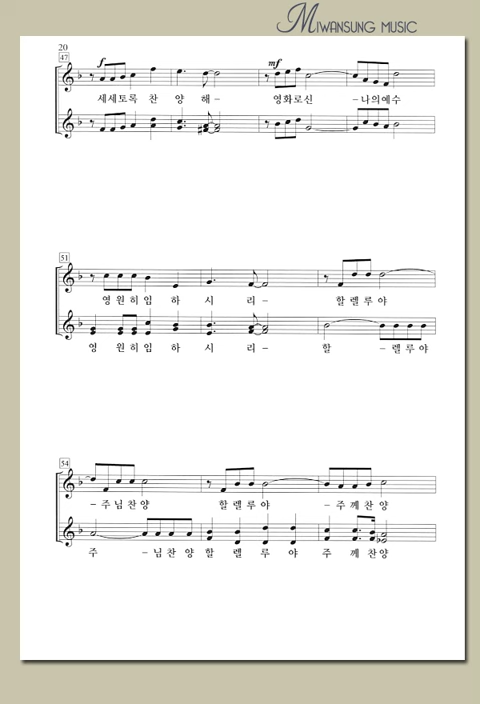 MIWANSUNG MUSIC
20
47
f
mf
세세토록 찬 양 해 – 영화로신 – 나의예수
51
영 원 히 임 하 시 리 – 할 렐 루 야
영 원 히 임 하 시 리 – 할 – 렐 루 야
54
– 주 님 찬 양 할 렐 루 야 – 주 께 찬 양
주 – 님 찬 양 할 렐 루 야 주 께 찬 양